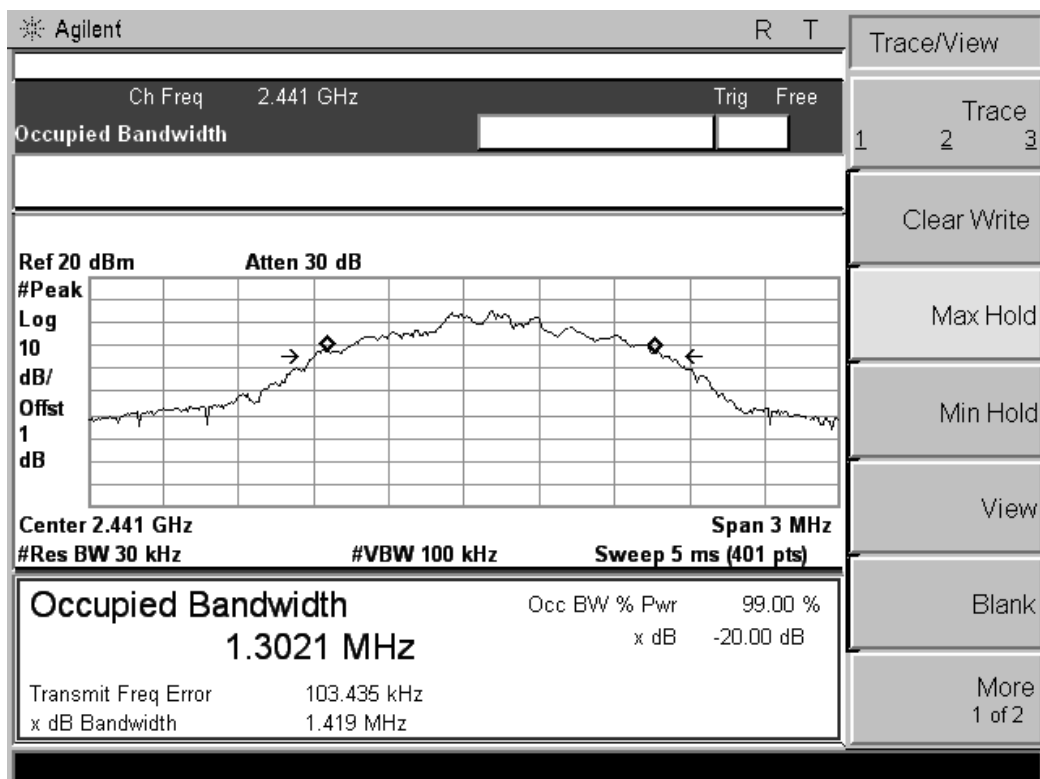 Agilent R T
Ch Freq 2.441 GHz Trig Free
Occupied Bandwidth
Ref 20 dBm Atten 30 dB
#Peak
Log
10
dB/
Offst
1
dB
Center 2.441 GHz Span 3 MHz
#Res BW 30 kHz #VBW 100 kHz Sweep 5 ms (401 pts)
Occupied Bandwidth Occ BW % Pwr 99.00 %
1.3021 MHz x dB -20.00 dB
Transmit Freq Error 103.435 kHz
x dB Bandwidth 1.419 MHz
Trace/View
Trace
1 2 3
Clear Write
Max Hold
Min Hold
View
Blank
More
1 of 2